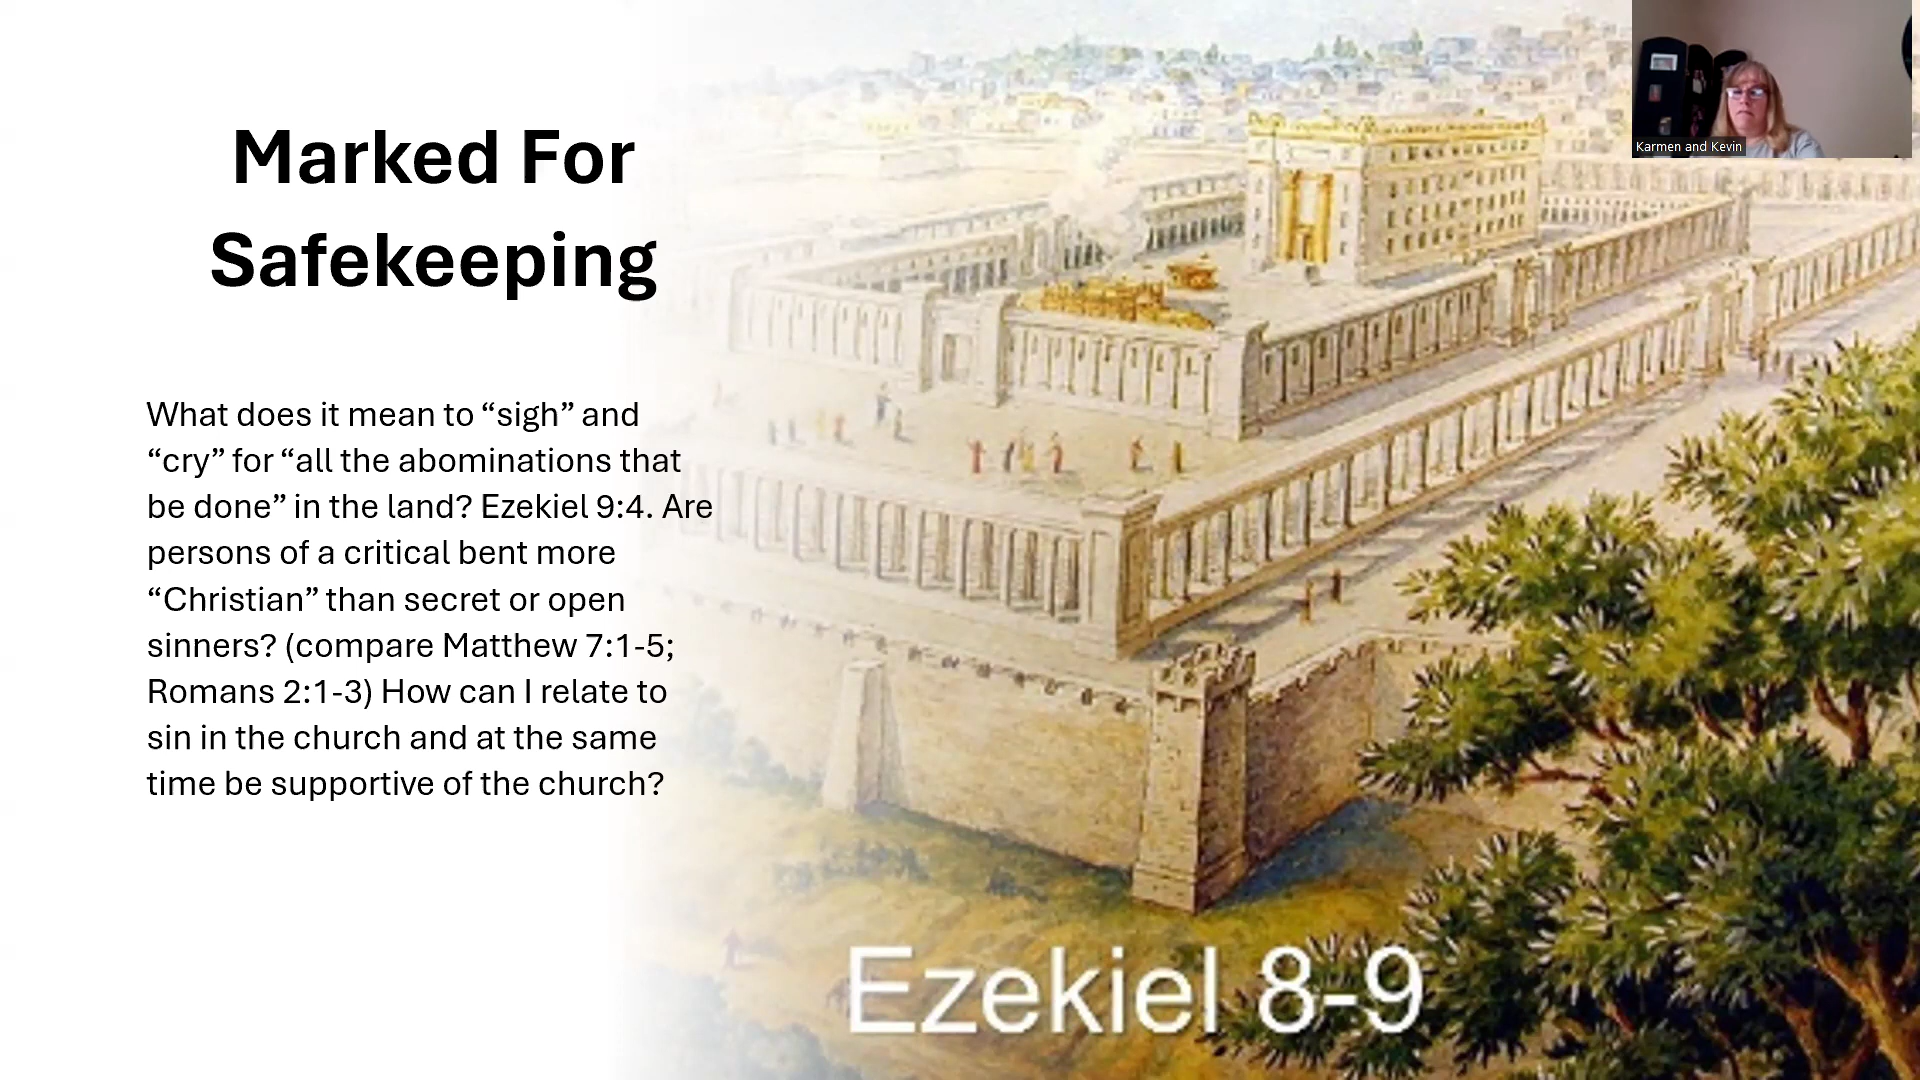 Marked For
Safekeeping
What does it mean to “sigh” and
“cry” for “all the abominations that
be done” in the land? Ezekiel 9:4. Are
persons of a critical bent more
“Christian” than secret or open
sinners? (compare Matthew 7:1-5;
Romans 2:1-3) How can I relate to
sin in the church and at the same
time be supportive of the church?
Ezekiel 8-9
Karmen and Kevin